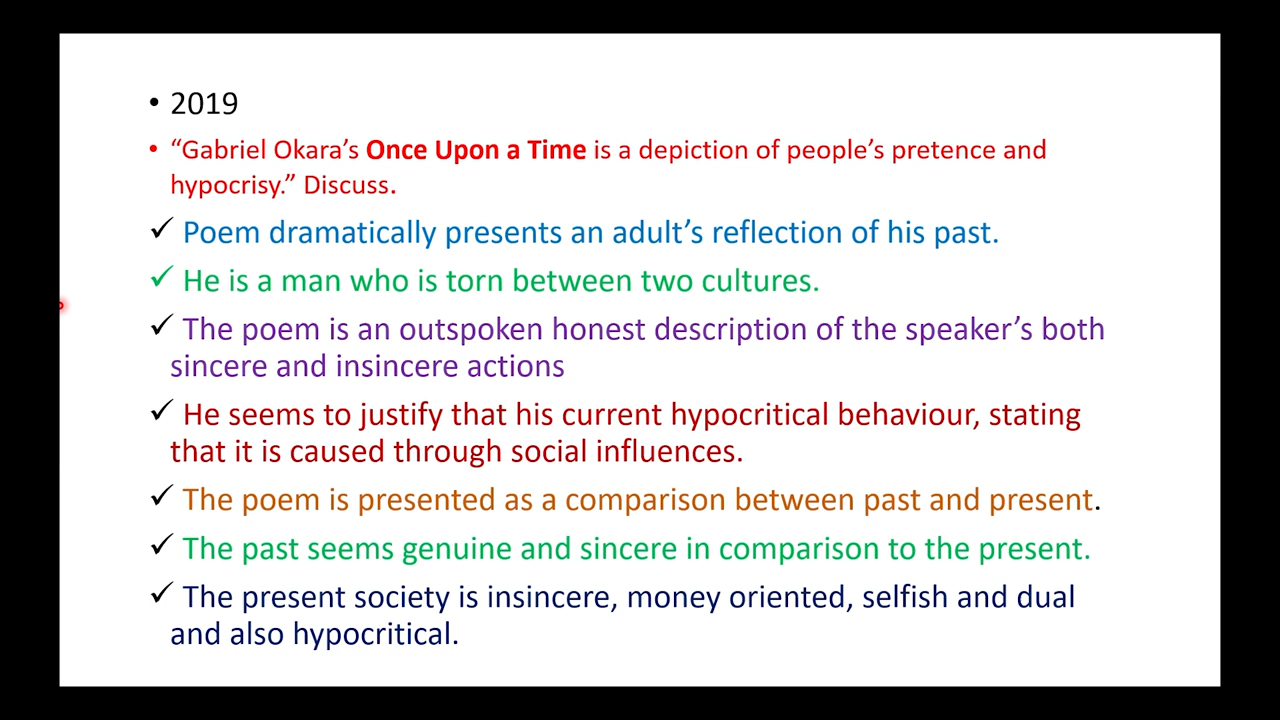 • 2019
• “Gabriel Okara’s Once Upon a Time is a depiction of people’s pretence and
hypocrisy.” Discuss.
✓ Poem dramatically presents an adult’s reflection of his past.
✓ He is a man who is torn between two cultures.
✓ The poem is an outspoken honest description of the speaker’s both
sincere and insincere actions
✓ He seems to justify that his current hypocritical behaviour, stating
that it is caused through social influences.
✓ The poem is presented as a comparison between past and present.
✓ The past seems genuine and sincere in comparison to the present.
✓ The present society is insincere, money oriented, selfish and dual
and also hypocritical.